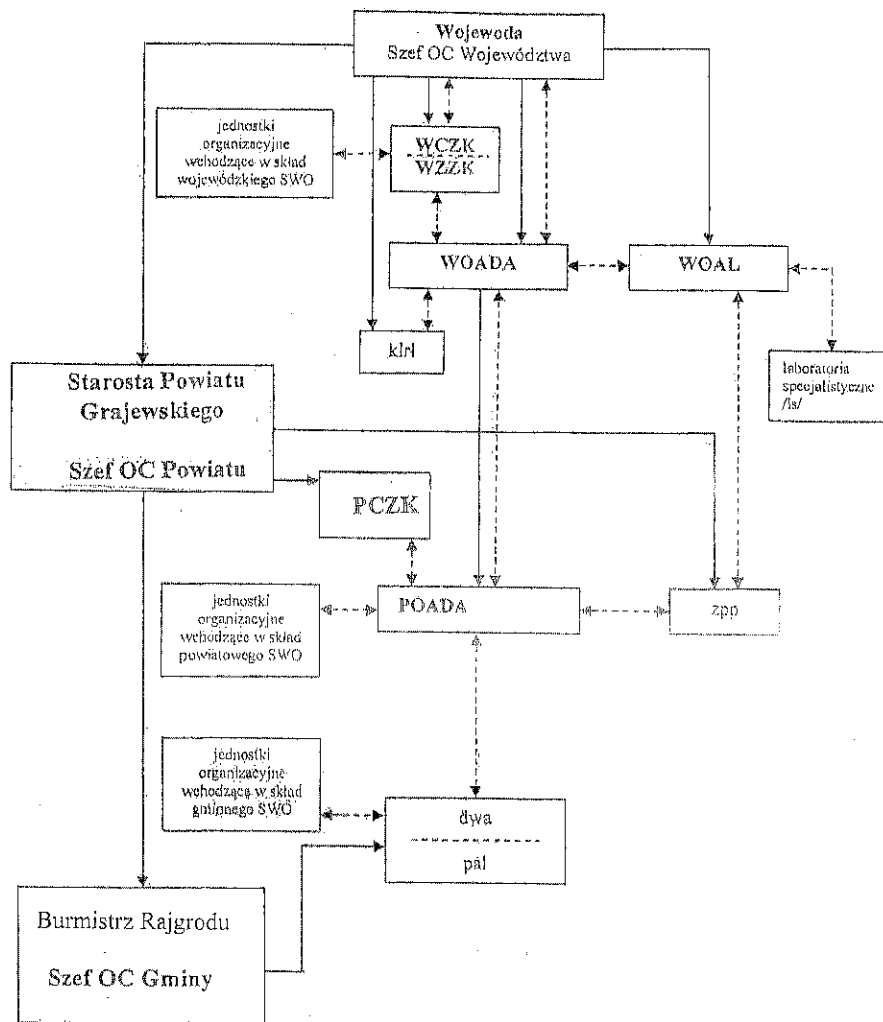 Wojewoda
Szef OC Województwa
jednostki
organizacyjne
wchodzące w skład
wojewódzkiego SWO
WCZK
WZZK
WOADA
WOAL
klrl
laboratoria
specjalistyczne
/ls/
Starosta Powiatu
Grajewskiego
Szef OC Powiatu
PCZK
jednostki
organizacyjne
wchodzące w skład
powiatowego SWO
POADA
zpp
jednostki
organizacyjne
wchodzące w skład
gminnego SWO
dwa
pal
Burmistrz Rajgrodu
Szef OC Gminy